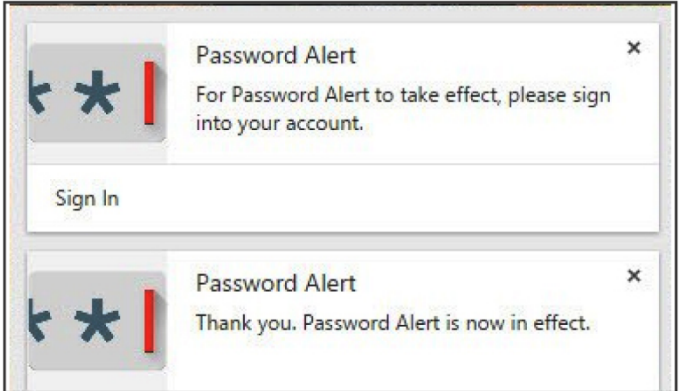 Password Alert
For Password Alert to take effect, please sign
into your account.
Sign In
Password Alert
Thank you. Password Alert is now in effect.